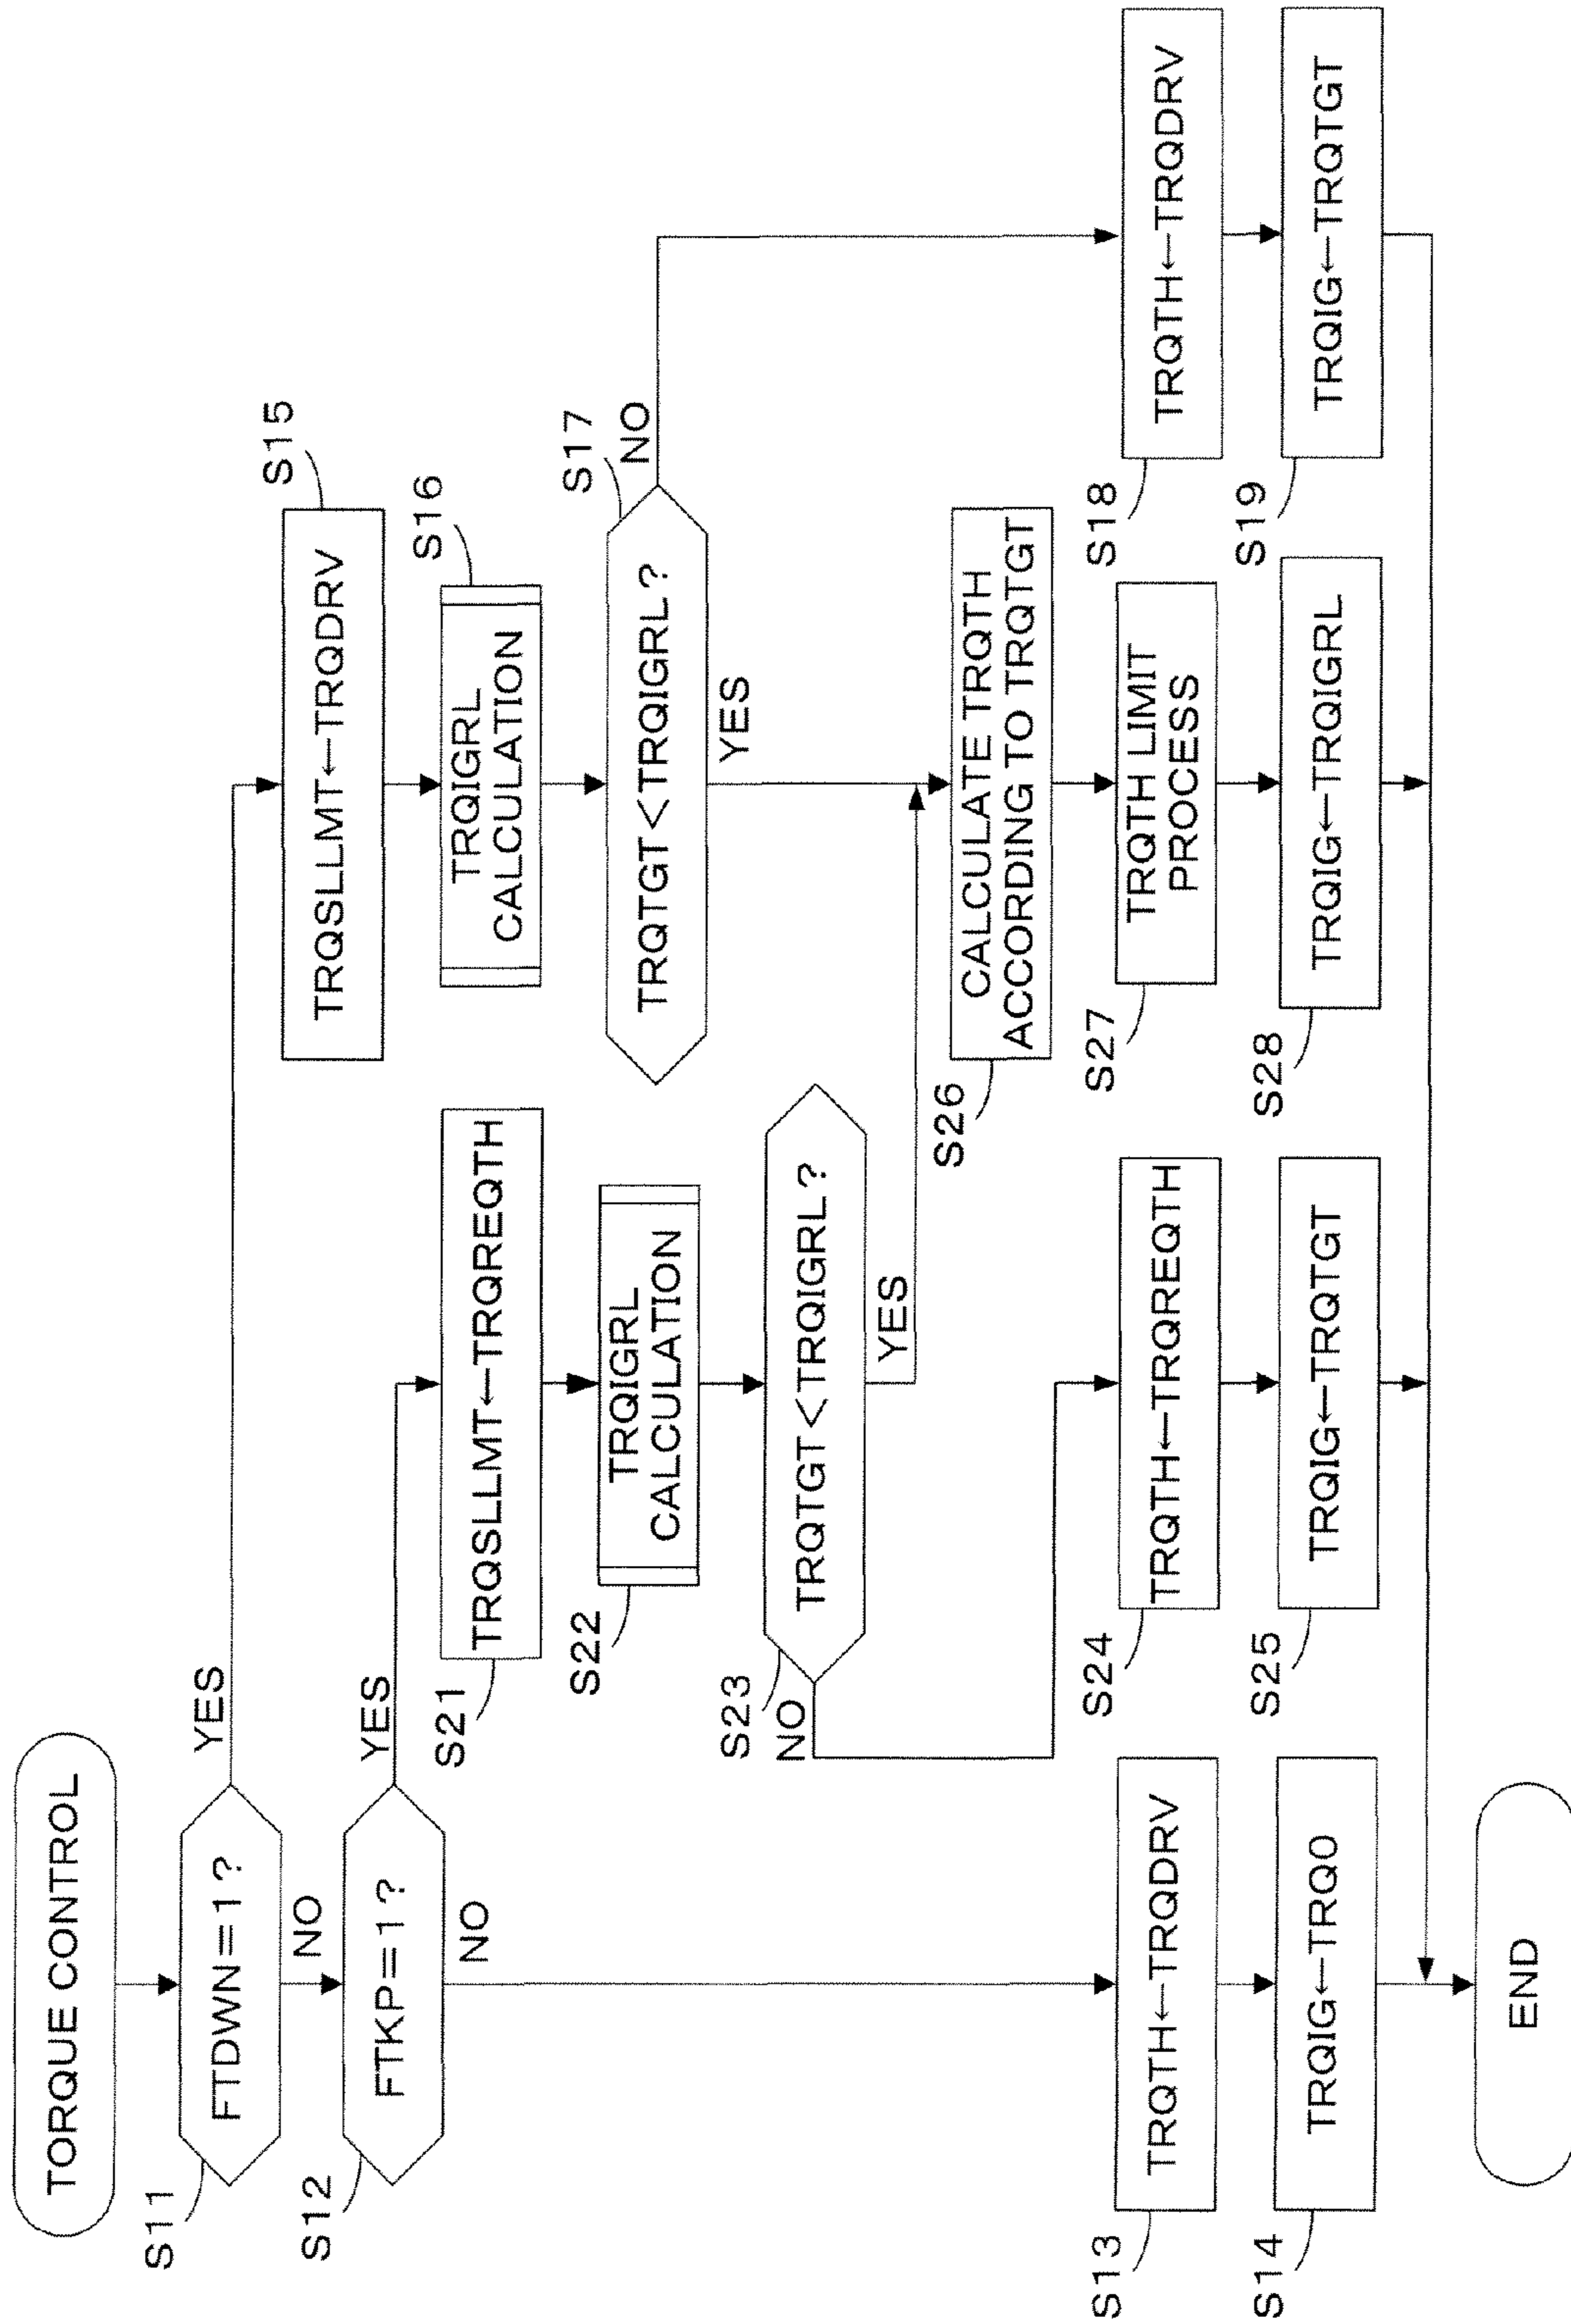 TORQUE CONTROL
S11
FTDWN=1?
YES
NO
S12
FTKP=1?
YES
NO
S13
TRQTH←TRQDRV
S14
TRQIG←TRQ0
S21
TRQSLLMT←TRQREQTH
S22
TRQIGRL
CALCULATION
S23
TRQTGT<TRQIGRL?
NO
YES
S24
TRQTH←TRQREQTH
S25
TRQIG←TRQTGT
S15
TRQSLLMT←TRQDRV
S16
TRQIGRL
CALCULATION
S17
TRQTGT<TRQIGRL?
NO
YES
S26
CALCULATE TRQTH
ACCORDING TO TRQTGT
S27
TRQTH LIMIT
PROCESS
S28
TRQIG←TRQIGRL
S18
TRQTH←TRQDRV
S19
TRQIG←TRQTGT
END